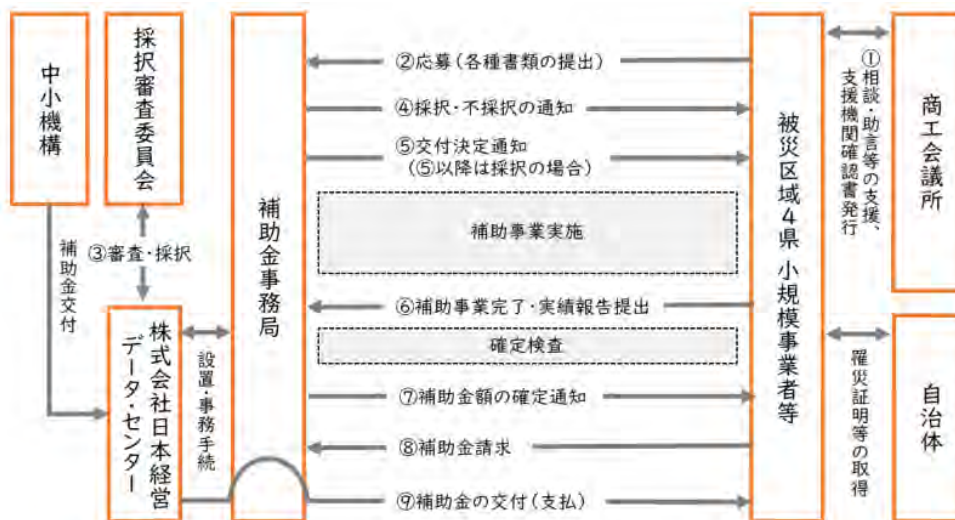 中小機構
採択審査委員会
補助金交付
③審査・採択
株式会社日本経営
データ・センター
設置・事務手続
補助金事務局
②応募(各種書類の提出)
④採択・不採択の通知
⑤交付決定通知
(⑤以降は採択の場合)
補助事業実施
⑥補助事業完了・実績報告提出
確定検査
⑦補助金額の確定通知
⑧補助金請求
⑨補助金の交付(支払)
被災区域4県 小規模事業者等
①相談・助言等の支援、
支援機関確認書発行
商工会議所
罹災証明等の取得
自治体